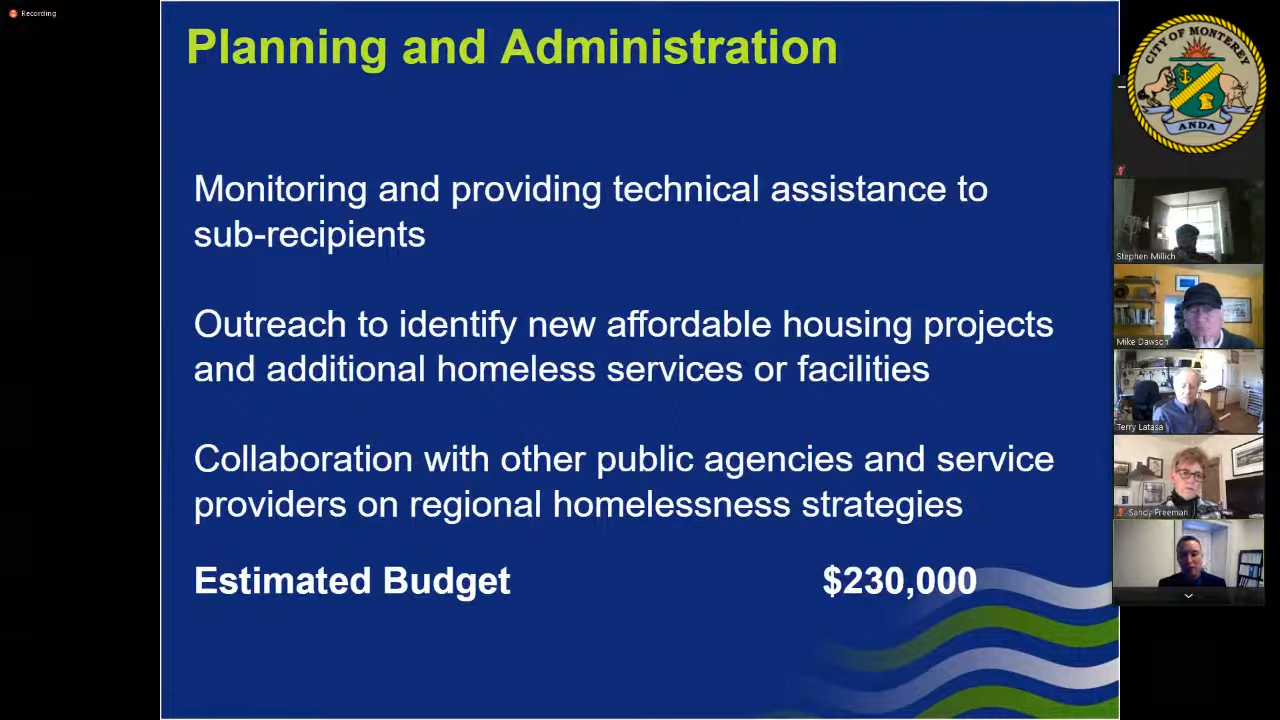 Recording
Planning and Administration
CITY OF MONTEREY
ANDA
Monitoring and providing technical assistance to
sub-recipients
Outreach to identify new affordable housing projects
and additional homeless services or facilities
Collaboration with other public agencies and service
providers on regional homelessness strategies
Estimated Budget $230,000
Stephen Millich
Mike Dawson
Terry Latasa
Sandy Freeman